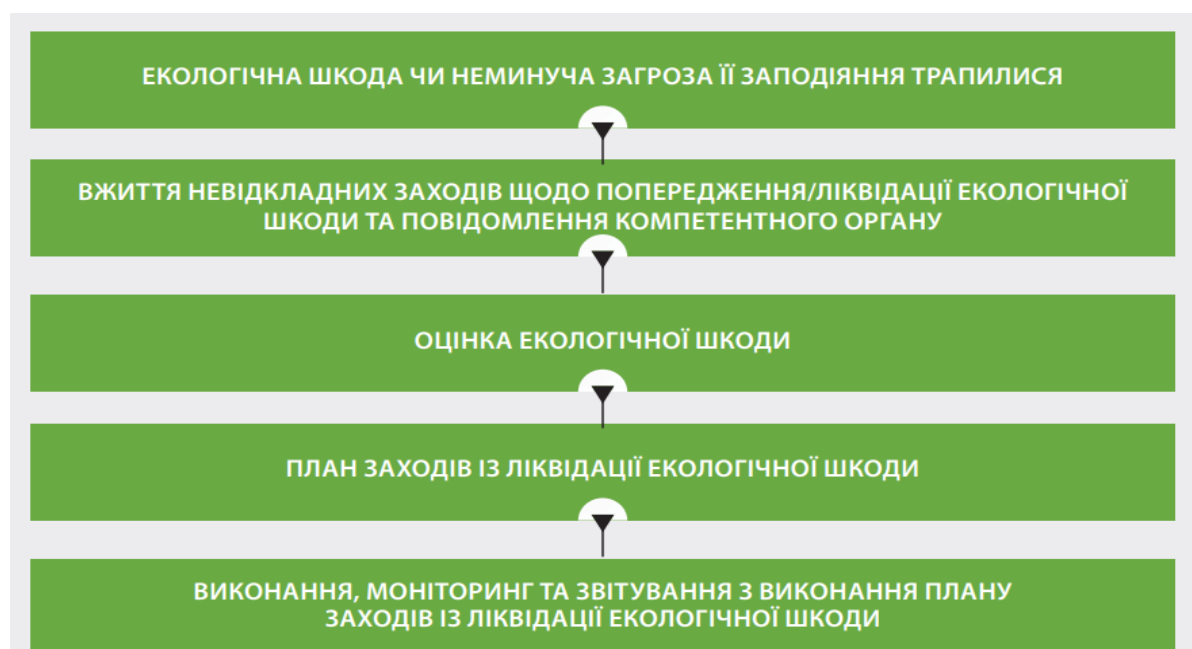 ЕКОЛОГІЧНА ШКОДА ЧИ НЕМИНУЧА ЗАГРОЗА ЇЇ ЗАПОДІЯННЯ ТРАПИЛИСЯ
ВЖИТТЯ НЕВІДКЛАДНИХ ЗАХОДІВ ЩОДО ПОПЕРЕДЖЕННЯ/ЛІКВІДАЦІЇ ЕКОЛОГІЧНОЇ
ШКОДИ ТА ПОВІДОМЛЕННЯ КОМПЕТЕНТНОГО ОРГАНУ
ОЦІНКА ЕКОЛОГІЧНОЇ ШКОДИ
ПЛАН ЗАХОДІВ ІЗ ЛІКВІДАЦІЇ ЕКОЛОГІЧНОЇ ШКОДИ
ВИКОНАННЯ, МОНІТОРИНГ ТА ЗВІТУВАННЯ З ВИКОНАННЯ ПЛАНУ
ЗАХОДІВ ІЗ ЛІКВІДАЦІЇ ЕКОЛОГІЧНОЇ ШКОДИ